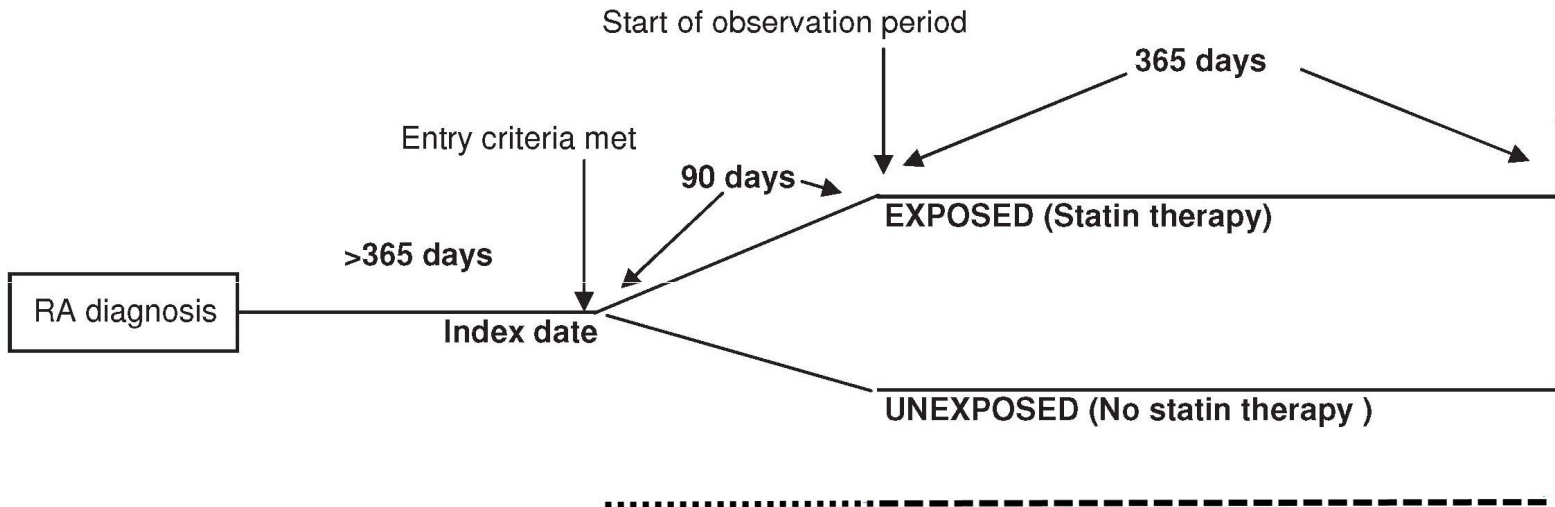 Start of observation period
365 days
Entry criteria met
90 days
EXPOSED (Statin therapy)
>365 days
RA diagnosis
Index date
UNEXPOSED (No statin therapy )